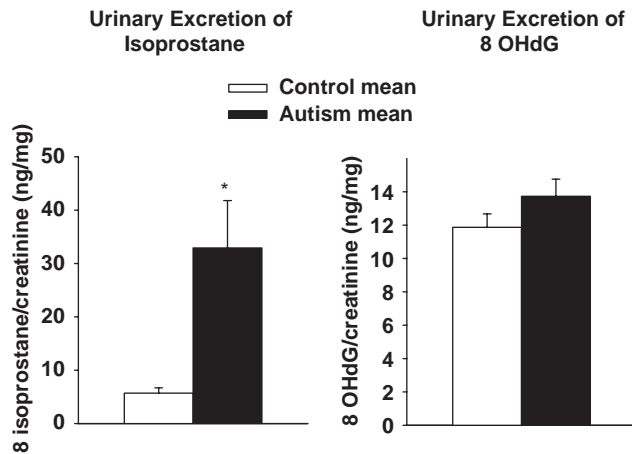 Urinary Excretion of
Isoprostane
Urinary Excretion of
8 OHdG
Control mean
Autism mean
8 isoprostane/creatinine (ng/mg)
50
40
30
20
10
0
*
8 OHdG/creatinine (ng/mg)
14
12
10
8
6
4
2
0